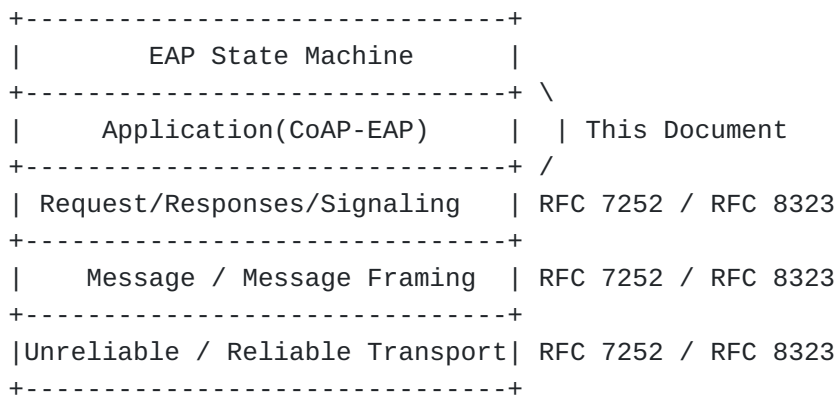 +-------------------------------+
|        EAP State Machine      |
+-------------------------------+ \
|     Application(CoAP-EAP)     |  | This Document
+-------------------------------+ /
| Request/Responses/Signaling   | RFC 7252 / RFC 8323
+-------------------------------+
|    Message / Message Framing  | RFC 7252 / RFC 8323
+-------------------------------+
|Unreliable / Reliable Transport| RFC 7252 / RFC 8323
+-------------------------------+